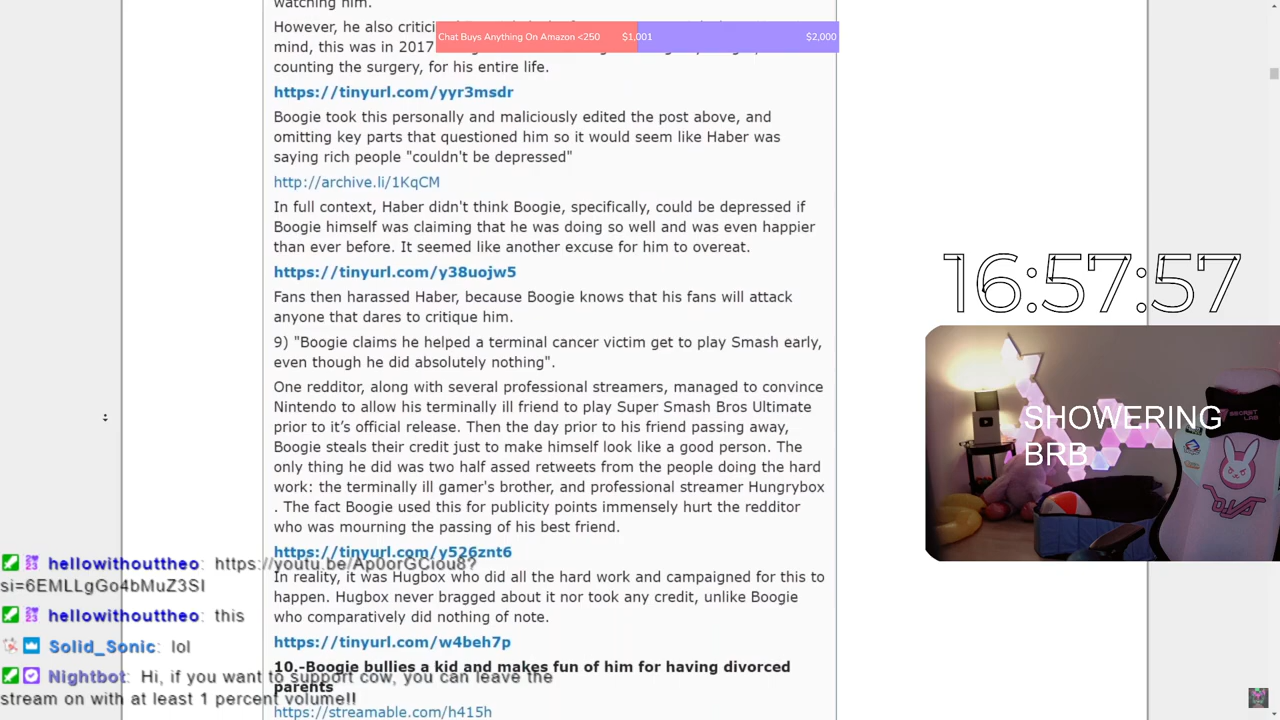 watching him.
However, he also critici
mind, this was in 2017
counting the surgery, for his entire life.
Chat Buys Anything On Amazon <250 $1,001 $2,000
https://tinyurl.com/yyr3msdr
Boogie took this personally and maliciously edited the post above, and
omitting key parts that questioned him so it would seem like Haber was
saying rich people "couldn't be depressed"
http://archive.li/1KqCM
In full context, Haber didn't think Boogie, specifically, could be depressed if
Boogie himself was claiming that he was doing so well and was even happier
than ever before. It seemed like another excuse for him to overeat.
https://tinyurl.com/y38uojw5
Fans then harassed Haber, because Boogie knows that his fans will attack
anyone that dares to critique him.
9) "Boogie claims he helped a terminal cancer victim get to play Smash early,
even though he did absolutely nothing".
One redditor, along with several professional streamers, managed to convince
Nintendo to allow his terminally ill friend to play Super Smash Bros Ultimate
prior to it's official release. Then the day prior to his friend passing away,
Boogie steals their credit just to make himself look like a good person. The
only thing he did was two half assed retweets from the people doing the hard
work: the terminally ill gamer's brother, and professional streamer Hungrybox
. The fact Boogie used this for publicity points immensely hurt the redditor
who was mourning the passing of his best friend.
https://tinyurl.com/y526znt6
In reality, it was Hugbox who did all the hard work and campaigned for this to
happen. Hugbox never bragged about it nor took any credit, unlike Boogie
who comparatively did nothing of note.
https://tinyurl.com/w4beh7p
10.-Boogie bullies a kid and makes fun of him for having divorced
parents
https://streamable.com/h415h
16:57:57
SHOWERING
BRB
SECRET
LAB
hellowithouttheo: https://youtu.be/Ap0orGCiou8?
si=6EMLLgGo4bMuZ3SI
hellowithouttheo: this
Solid_Sonic: lol
Nightbot: Hi, if you want to support cow, you can leave the
stream on with at least 1 percent volume!!